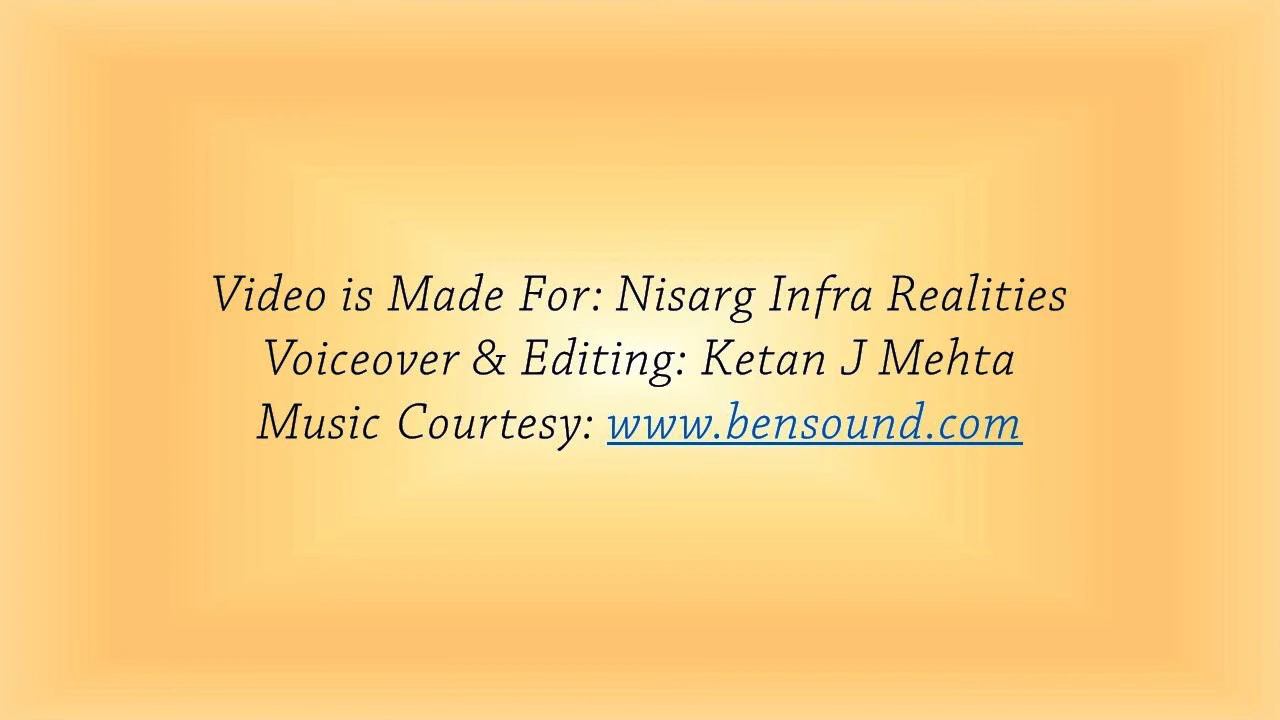 Video is Made For: Nisarg Infra Realities
Voiceover & Editing: Ketan J Mehta
Music Courtesy: www.bensound.com